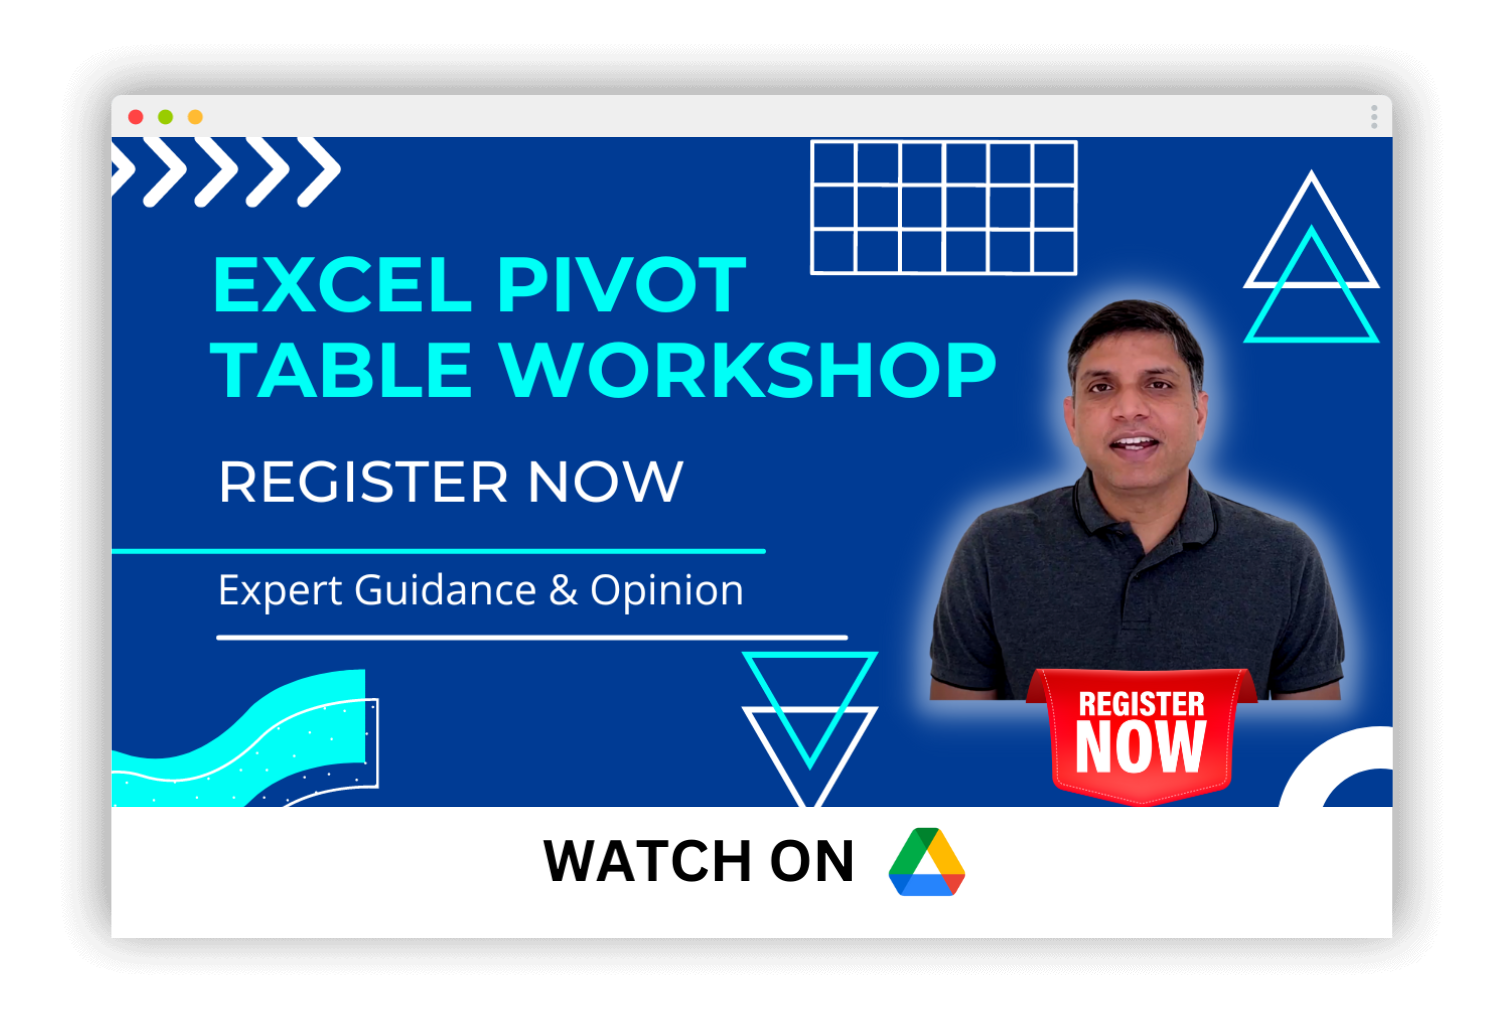 EXCEL PIVOT
TABLE WORKSHOP
REGISTER NOW
Expert Guidance & Opinion
REGISTER
NOW
WATCH ON